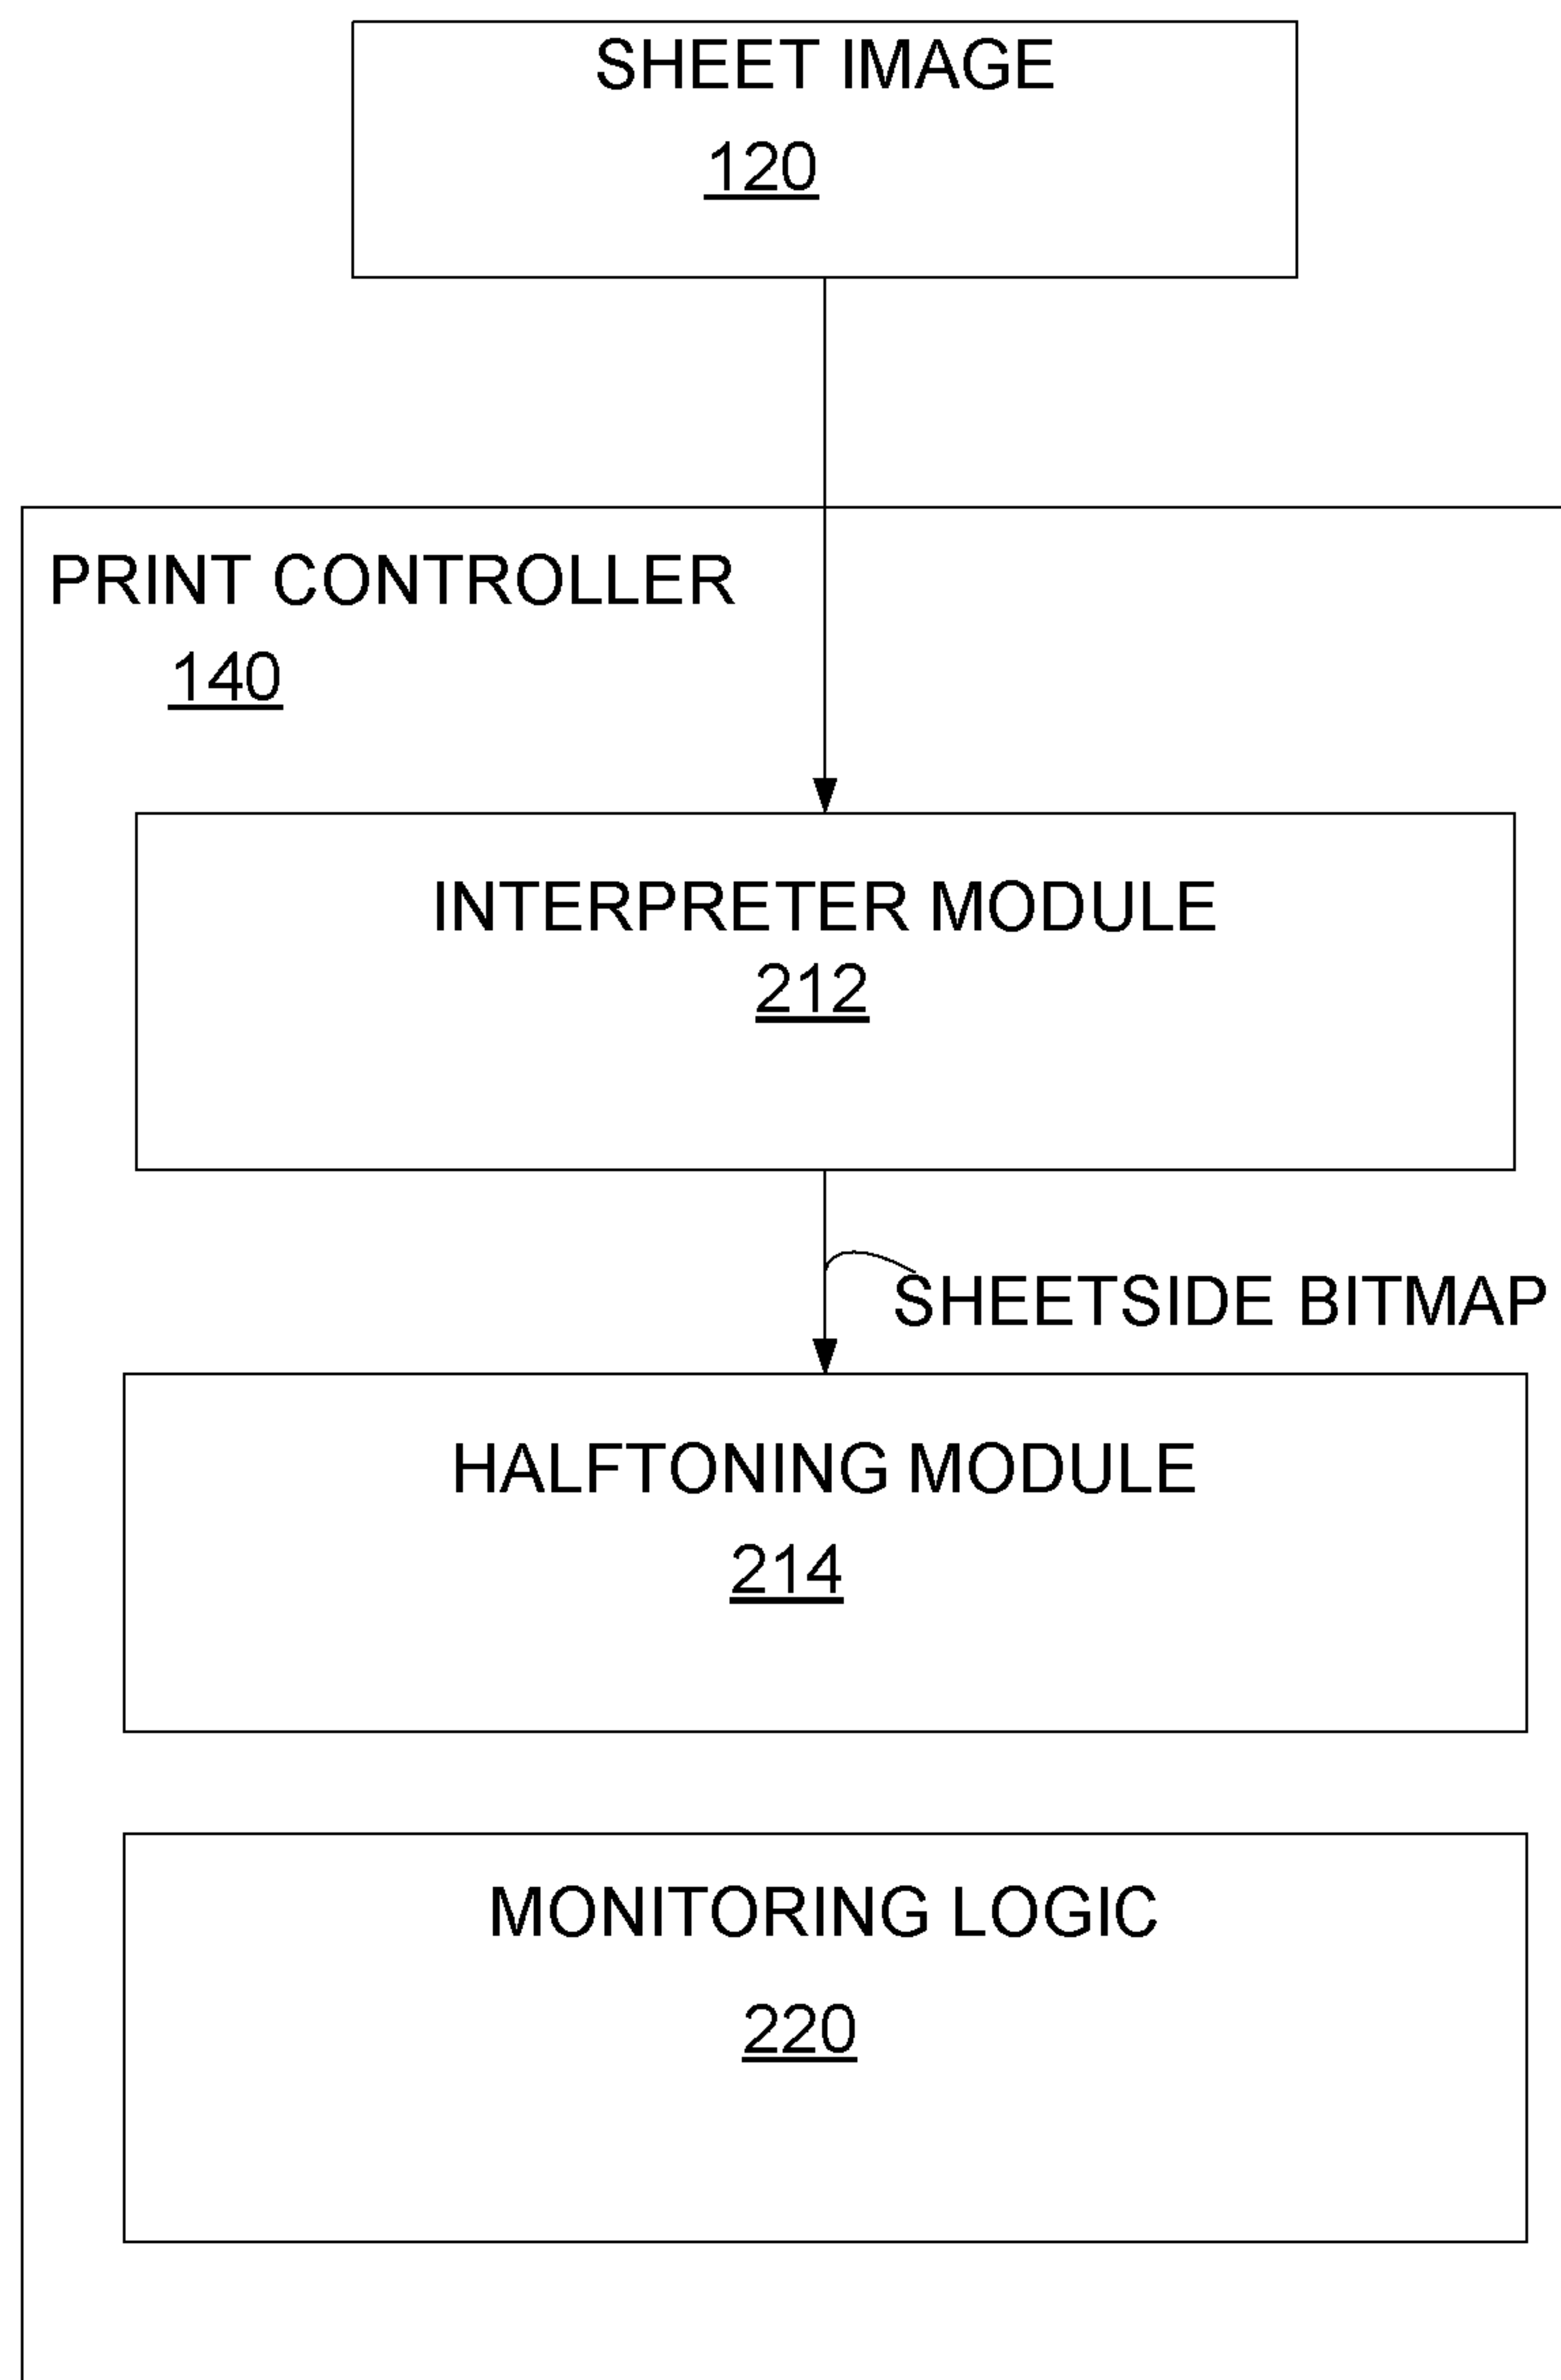 SHEET IMAGE
120
PRINT CONTROLLER
140
INTERPRETER MODULE
212
SHEETSIDE BITMAP
HALFTONING MODULE
214
MONITORING LOGIC
220